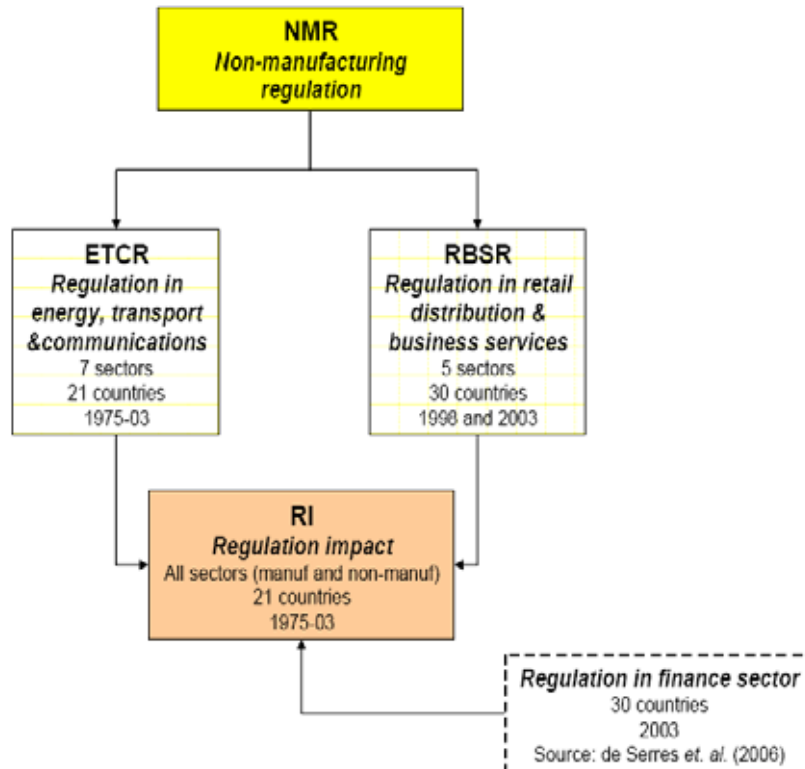 NMR
Non-manufacturing
regulation
ETCR
Regulation in
energy, transport
&communications
7 sectors
21 countries
1975-03
RBSR
Regulation in retail
distribution &
business services
5 sectors
30 countries
1998 and 2003
RI
Regulation impact
All sectors (manuf and non-manuf)
21 countries
1975-03
Regulation in finance sector
30 countries
2003
Source: de Serres et. al. (2006)